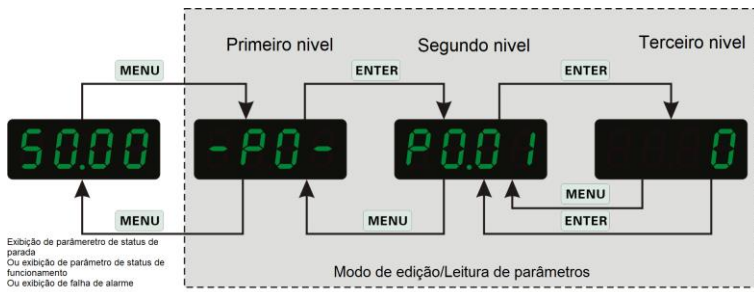 Primeiro nivel
Segundo nivel
Terceiro nivel
MENU
ENTER
ENTER
50.00
-P0-
P0.01
0
MENU
MENU
MENU
ENTER
Exibição de parâmeretro de status de
parada
Ou exibição de parâmetro de status de
funcionamento
Ou exibição de falha de alarme
Modo de edição/Leitura de parâmetros